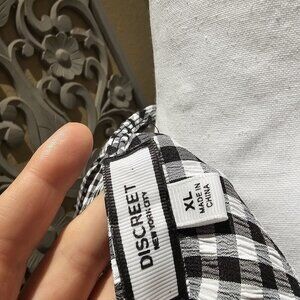 DISCREET
NEW YORK CITY
XL
MADE IN
CHINA